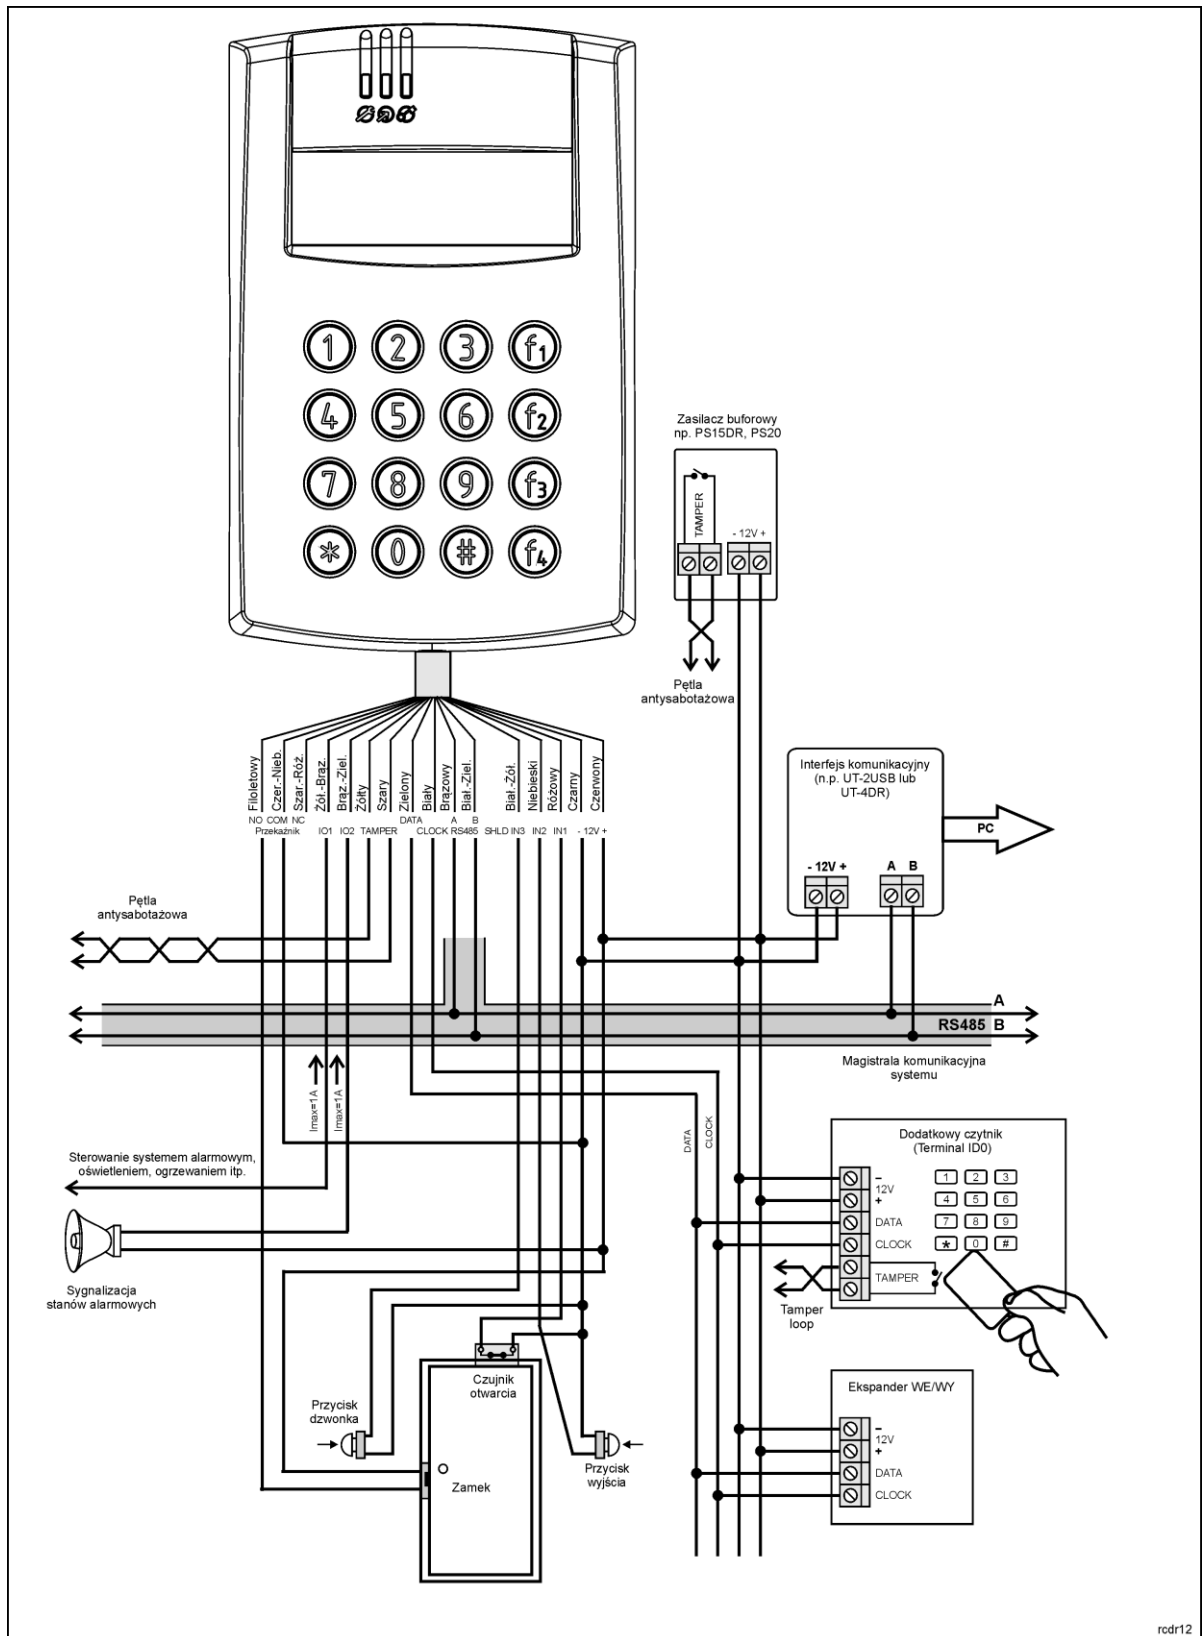 1 2 3 f1
4 5 6 f2
7 8 9 f3
* 0 # f4
Zasilacz buforowy
np. PS15DR, PS20
TAMPER
- 12V +
Pętla
antysabotażowa
Filoletowy
Czer.-Nieb.
Szar.-Róż.
Żół.-Brąz.
Brąz.-Ziel.
Żółty
Szary
Zielony
Biały
Brązowy
Biał.-Ziel.
Biał.-Żół.
Niebieski
Różowy
Czarny
Czerwony
NO COM NC DATA A B
Przekaźnik IO1 IO2 TAMPER CLOCK RS485 SHLD IN3 IN2 IN1 - 12V +
Interfejs komunikacyjny
(n.p. UT-2USB lub
UT-4DR)
PC
- 12V + A B
Pętla
antysabotażowa
A
RS485 B
Magistrala komunikacyjna
systemu
Imax=1A
Imax=1A
DATA
CLOCK
Sterowanie systemem alarmowym,
oświetleniem, ogrzewaniem itp.
Sygnalizacja
stanów alarmowych
Dodatkowy czytnik
(Terminal ID0)
–
12V
+
DATA
CLOCK
TAMPER
1 2 3
4 5 6
7 8 9
* 0 #
Tamper
loop
Czujnik
otwarcia
Przycisk
dzwonka
Zamek
Przycisk
wyjścia
Ekspander WE/WY
–
12V
+
DATA
CLOCK
rcdr12